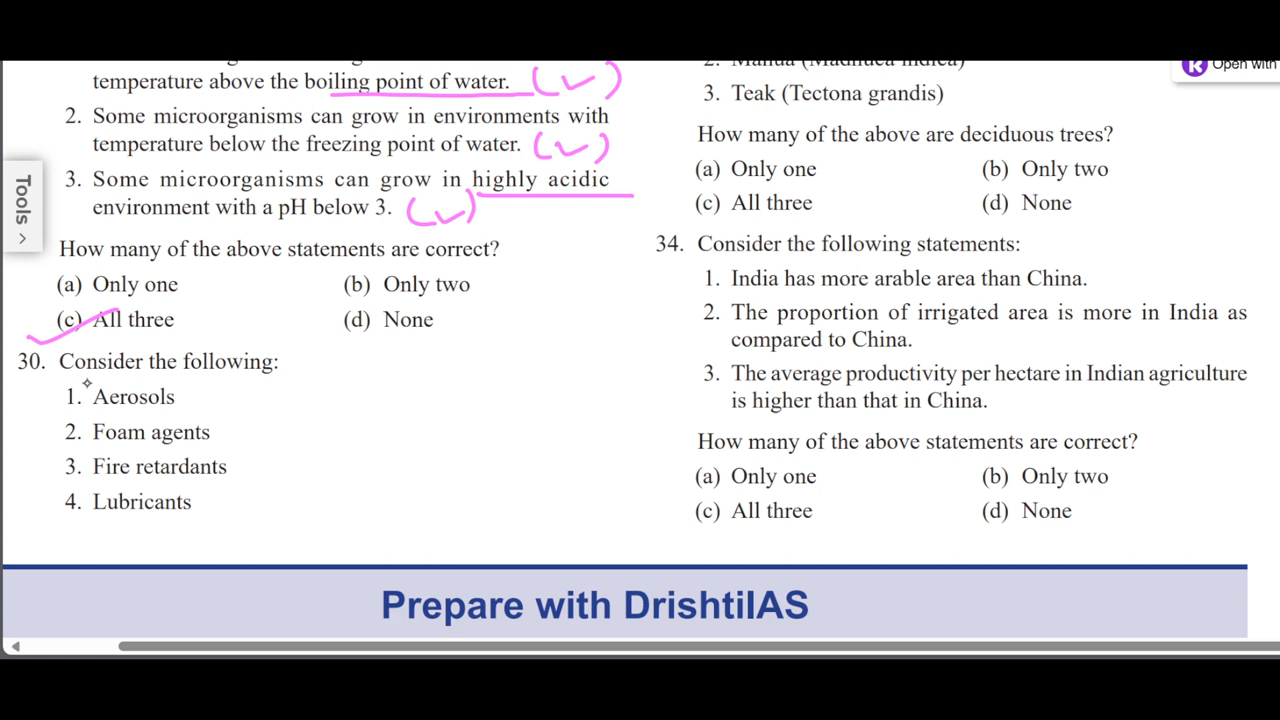 temperature above the boiling point of water.
2. Some microorganisms can grow in environments with
temperature below the freezing point of water.
3. Some microorganisms can grow in highly acidic
environment with a pH below 3.
How many of the above statements are correct?
(a) Only one
(b) Only two
(c) All three
(d) None
30. Consider the following:
1. Aerosols
2. Foam agents
3. Fire retardants
4. Lubricants
3. Teak (Tectona grandis)
How many of the above are deciduous trees?
(a) Only one
(b) Only two
(c) All three
(d) None
34. Consider the following statements:
1. India has more arable area than China.
2. The proportion of irrigated area is more in India as
compared to China.
3. The average productivity per hectare in Indian agriculture
is higher than that in China.
How many of the above statements are correct?
(a) Only one
(b) Only two
(c) All three
(d) None
Prepare with DrishtiIAS
Tools
K Open with